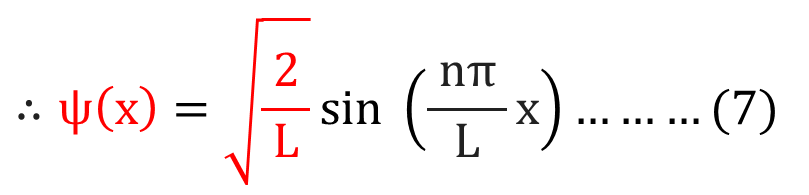 ∴ ψ(x) = √(2/L) sin (nπ/L x) ... ... ... (7)